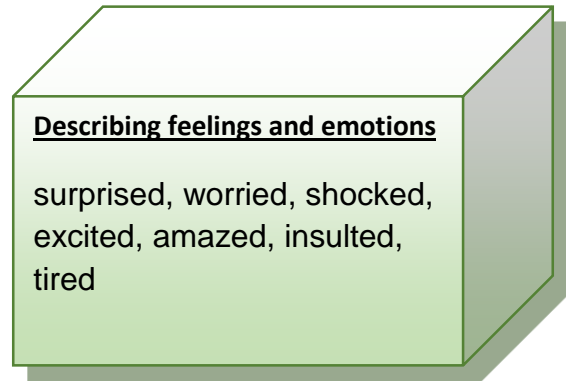 Describing feelings and emotions
surprised, worried, shocked,
excited, amazed, insulted,
tired